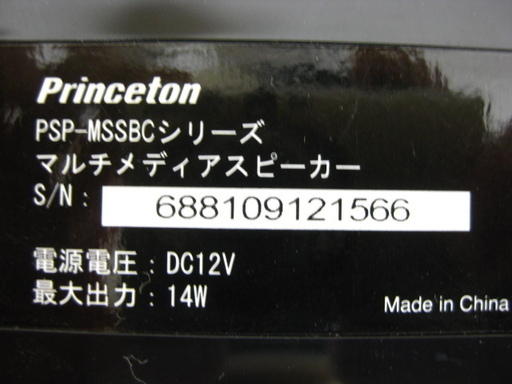 Princeton
PSP-MSSBCシリーズ
マルチメディアスピーカー
S/N : 688109121566
電源電圧 : DC12V
最大出力 : 14W
Made in China